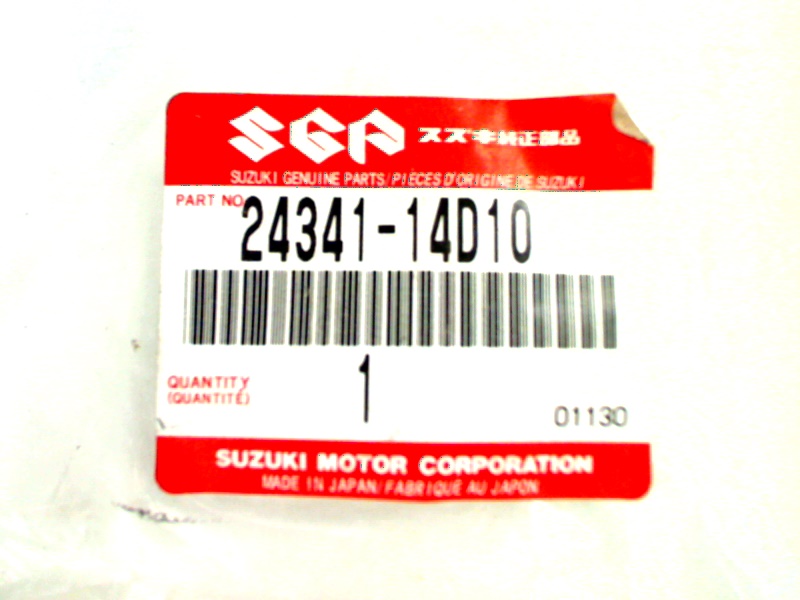 SGP スズキ純正部品
SUZUKI GENUINE PARTS/PIÈCES D'ORIGINE DE SUZUKI
PART NO.
24341-14D10
QUANTITY
(QUANTITÉ)
1
01130
SUZUKI MOTOR CORPORATION
MADE IN JAPAN/FABRIQUÉ AU JAPON